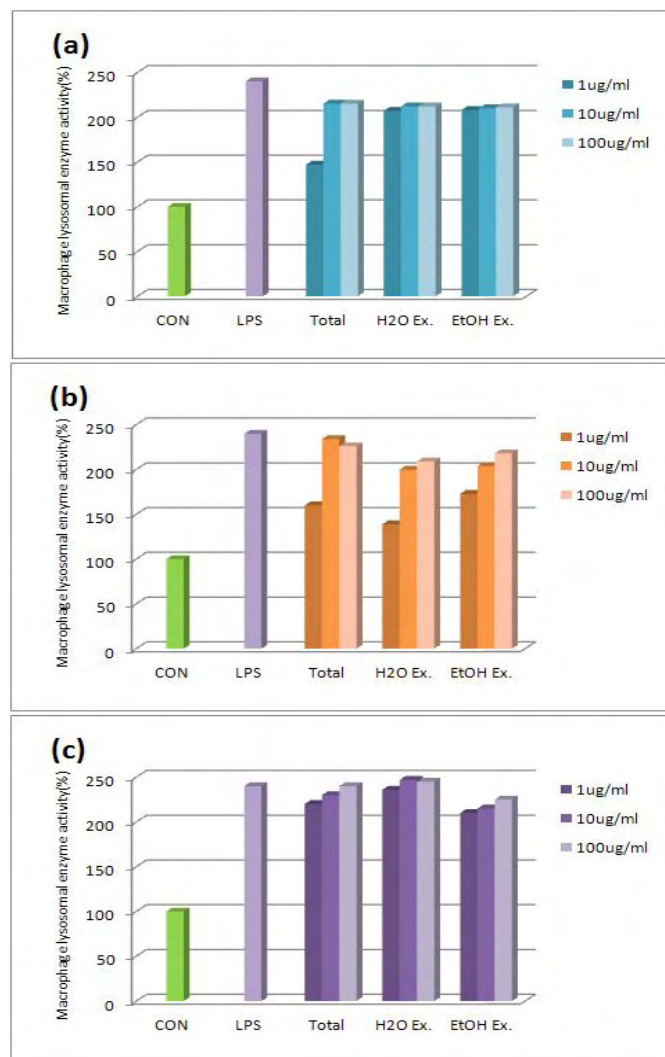 (a)
Macrophage lysosomal enzyme activity(%)
250
200
150
100
50
0
CON LPS Total H2O Ex. EtOH Ex.
1ug/ml
10ug/ml
100ug/ml
(b)
Macrophage lysosomal enzyme activity(%)
250
200
150
100
50
0
CON LPS Total H2O Ex. EtOH Ex.
1ug/ml
10ug/ml
100ug/ml
(c)
Macrophage lysosomal enzyme activity(%)
250
200
150
100
50
0
CON LPS Total H2O Ex. EtOH Ex.
1ug/ml
10ug/ml
100ug/ml